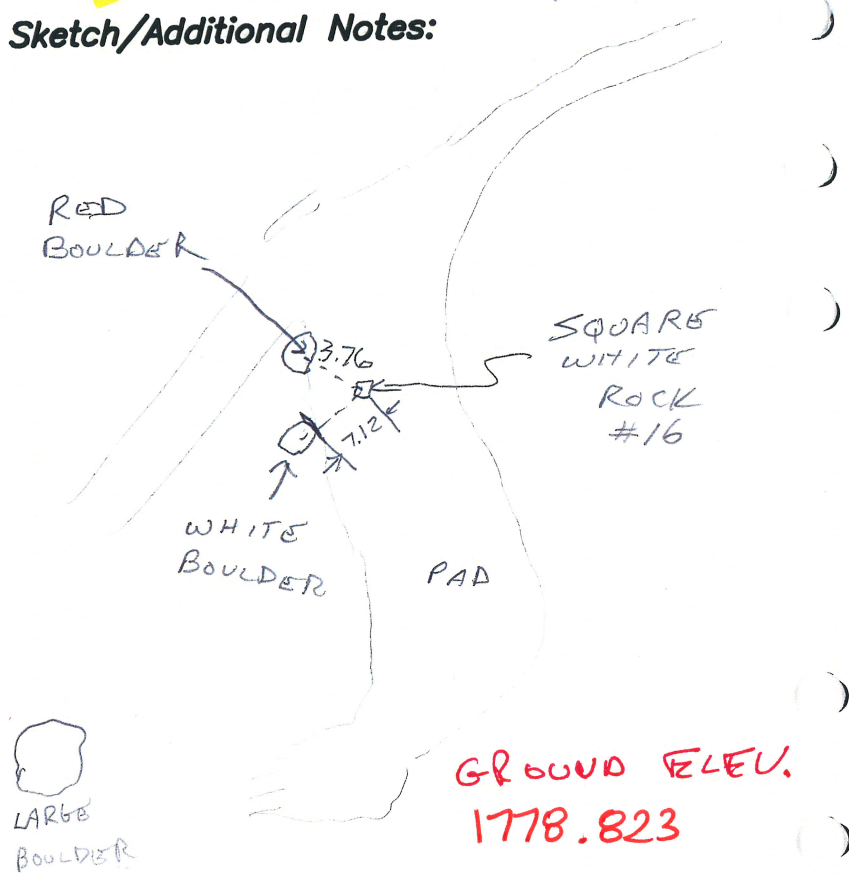 Sketch/Additional Notes:
RED
BOULDER
3.76
SQUARE
WHITE
ROCK
#16
7.12
WHITE
BOULDER
PAD
LARGE
BOULDER
GROUND ELEV.
1778.823